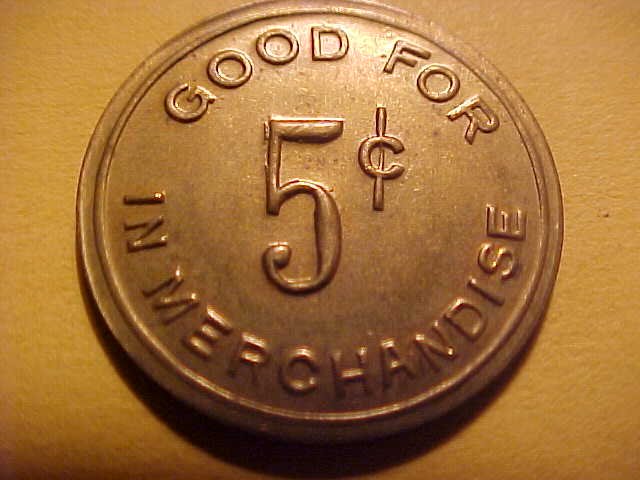 GOOD FOR
5¢
IN MERCHANDISE